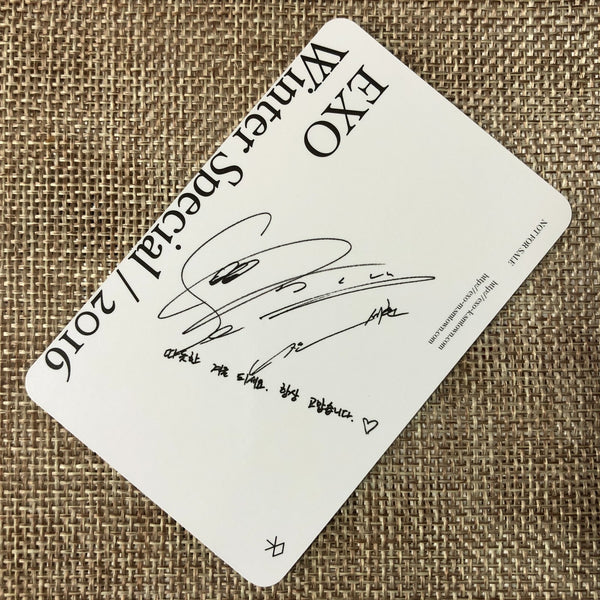 EXO
Winter Special / 2016
따뜻한 겨울 되세요. 항상 고맙습니다. ♡
NOT FOR SALE
http://exo-k.smtown.com
http://exo-m.smtown.com